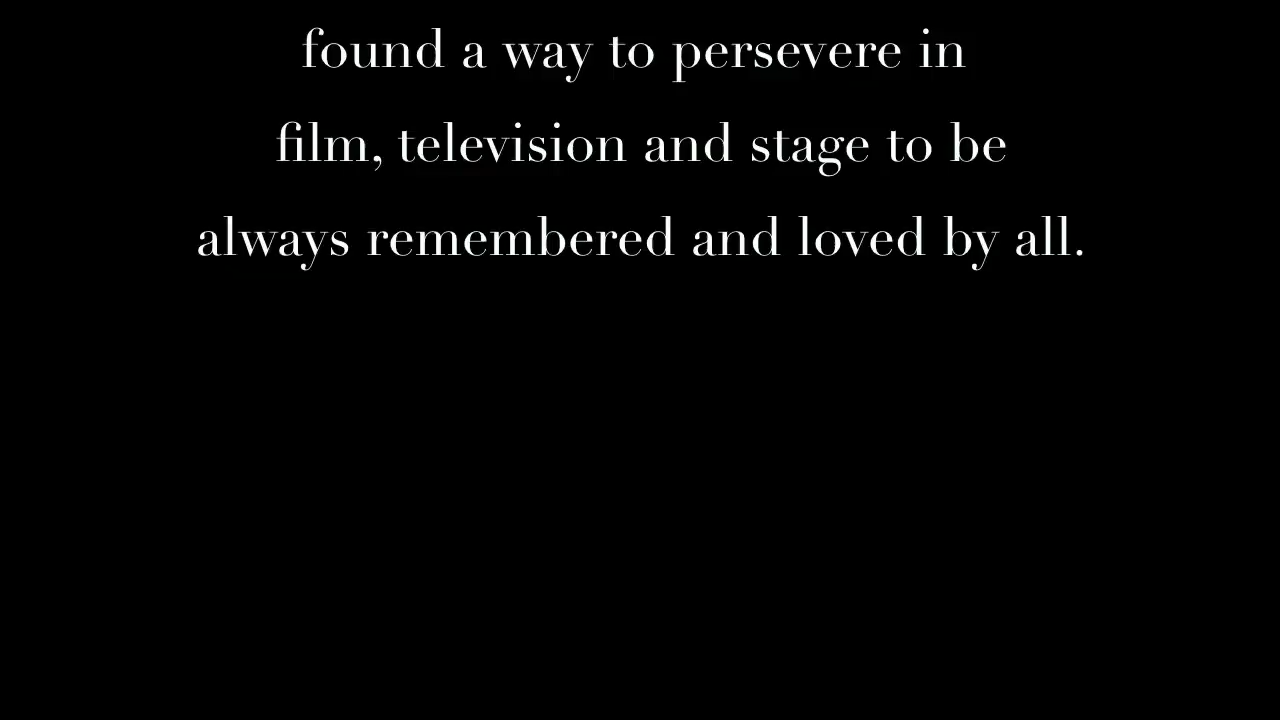 found a way to persevere in
film, television and stage to be
always remembered and loved by all.